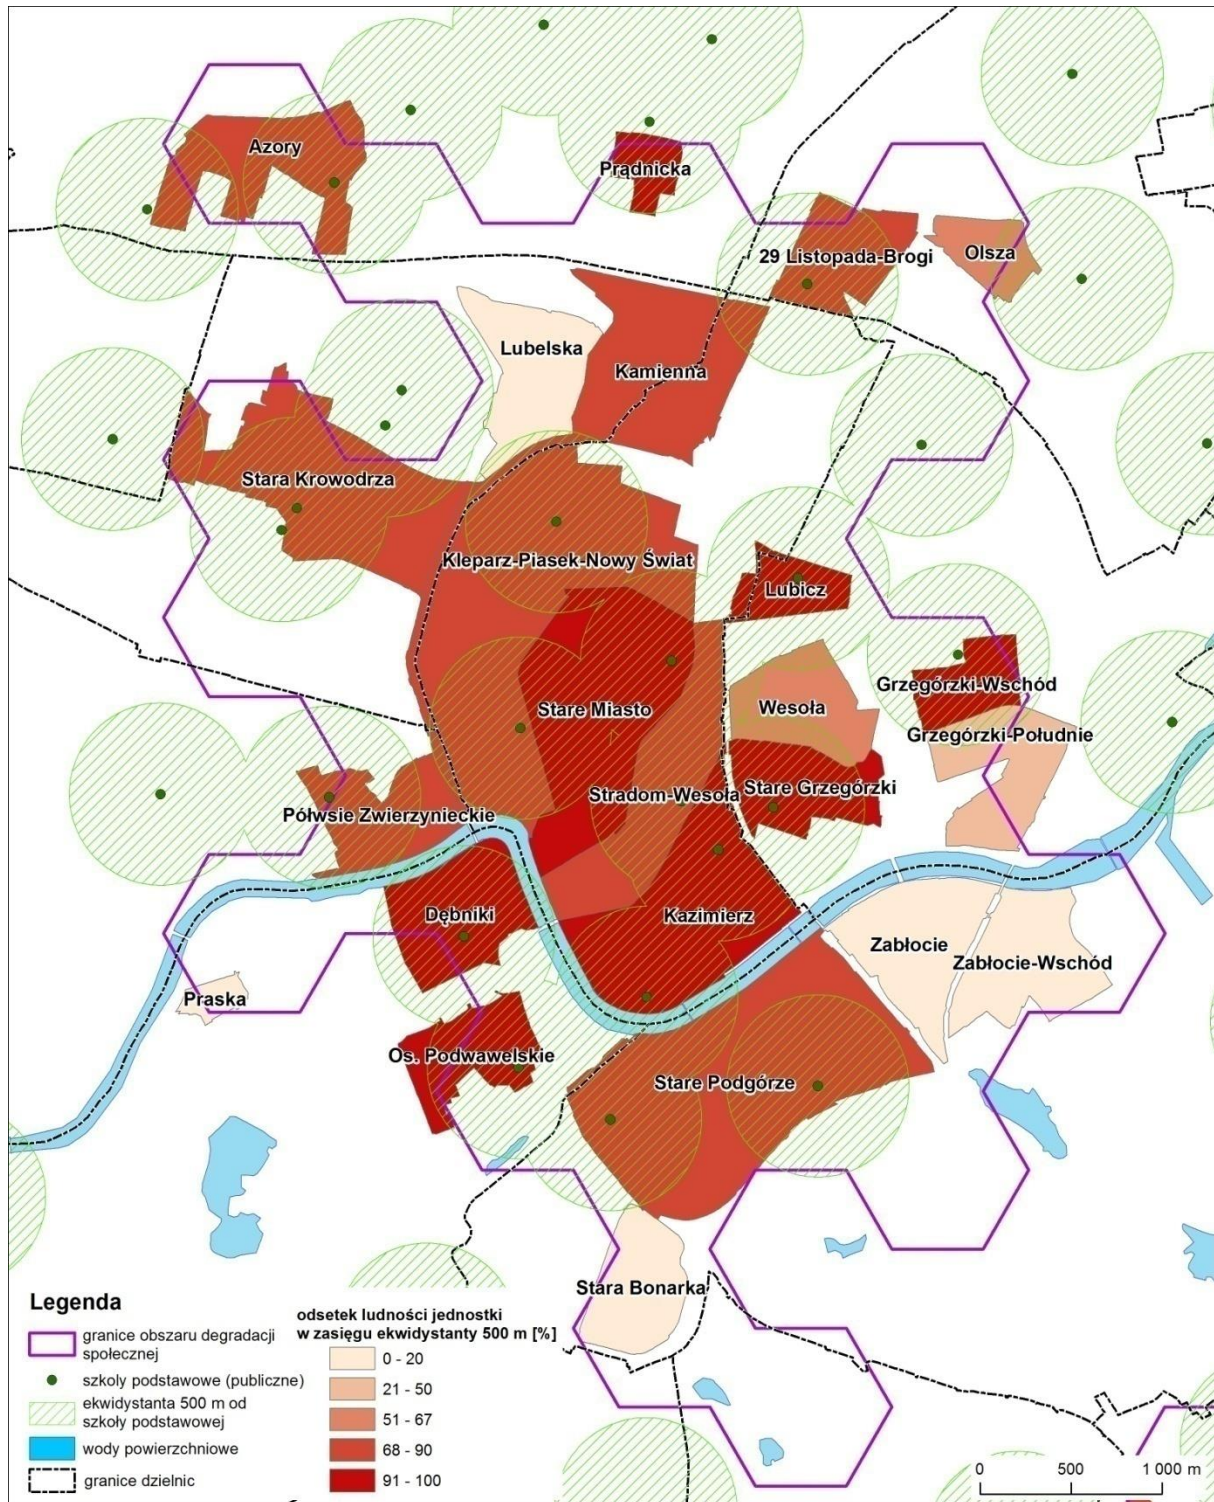 Azory
Prądnicka
29 Listopada-Brogi
Olsza
Lubelska
Kamienna
Stara Krowodrza
Kleparz-Piasek-Nowy Świat
Lubicz
Grzegórzki-Wschód
Stare Miasto
Wesoła
Grzegórzki-Południe
Stradom-Wesoła
Stare Grzegórzki
Półwsie Zwierzynieckie
Dębniki
Kazimierz
Zabłocie
Zabłocie-Wschód
Praska
Os. Podwawelskie
Stare Podgórze
Stara Bonarka
Legenda
granice obszaru degradacji
społecznej
szkoly podstawowe (publiczne)
ekwidystanta 500 m od
szkoły podstawowej
wody powierzchniowe
granice dzielnic
odsetek ludności jednostki
w zasięgu ekwidystanty 500 m [%]
0 - 20
21 - 50
51 - 67
68 - 90
91 - 100
0 500 1 000 m